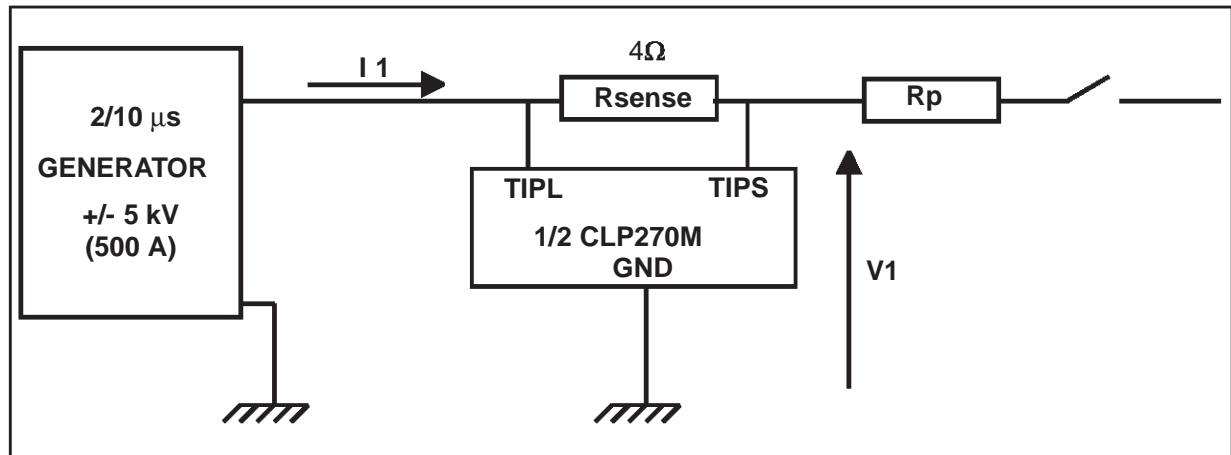 2/10 μs
GENERATOR
+/- 5 kV
(500 A)
I 1
4Ω
Rsense
Rp
TIPL TIPS
1/2 CLP270M
GND
V1